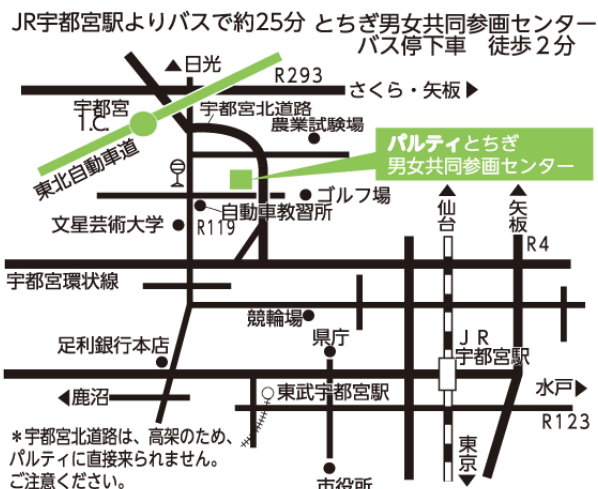 JR宇都宮駅よりバスで約25分 とちぎ男女共同参画センター
バス停下車 徒歩２分
▲日光
R293
さくら・矢板▶
宇都宮
I.C.
宇都宮北道路
農業試験場
東北自動車道
パルティとちぎ
男女共同参画センター
ゴルフ場
自動車教習所
文星芸術大学
R119
仙台
矢板
R4
宇都宮環状線
競輪場
足利銀行本店
県庁
ＪＲ
宇都宮駅
水戸▶
◀鹿沼
東武宇都宮駅
R123
＊宇都宮北道路は、高架のため、
パルティに直接来られません。
ご注意ください。
東京
市役所